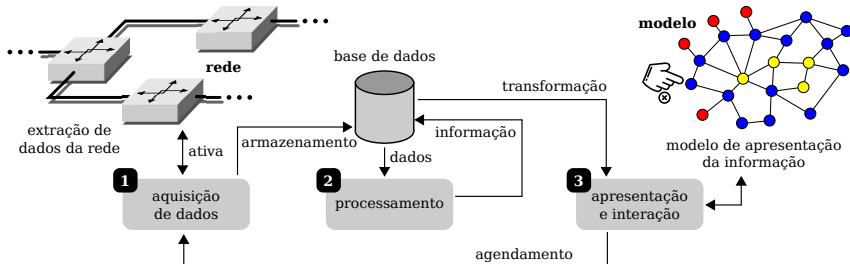 modelo
rede
base de dados
transformação
extração de
dados da rede
ativa
armazenamento
informação
dados
modelo de apresentação
da informação
1
aquisição
de dados
2
processamento
3
apresentação
e interação
agendamento